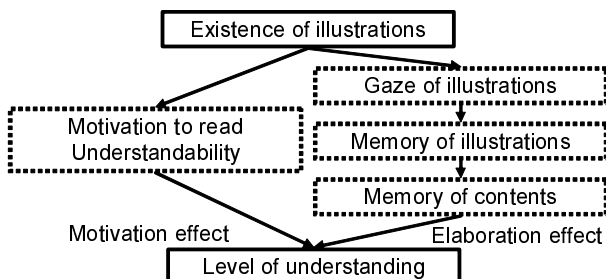 Existence of illustrations
Gaze of illustrations
Motivation to read
Understandability
Memory of illustrations
Memory of contents
Motivation effect
Elaboration effect
Level of understanding